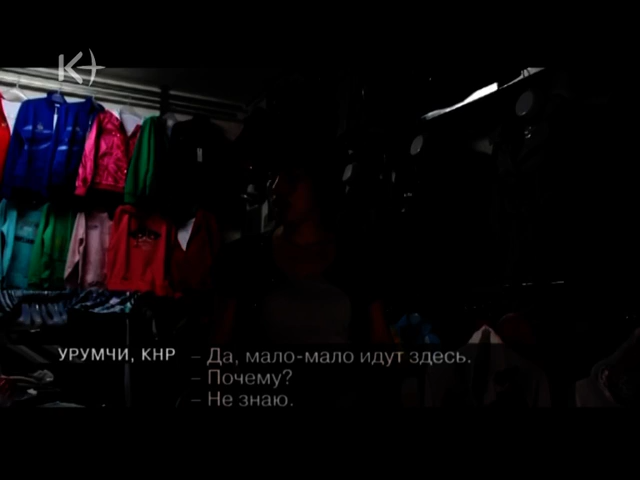 K+
УРУМЧИ, КНР
– Да, мало-мало идут здесь.
– Почему?
– Не знаю.